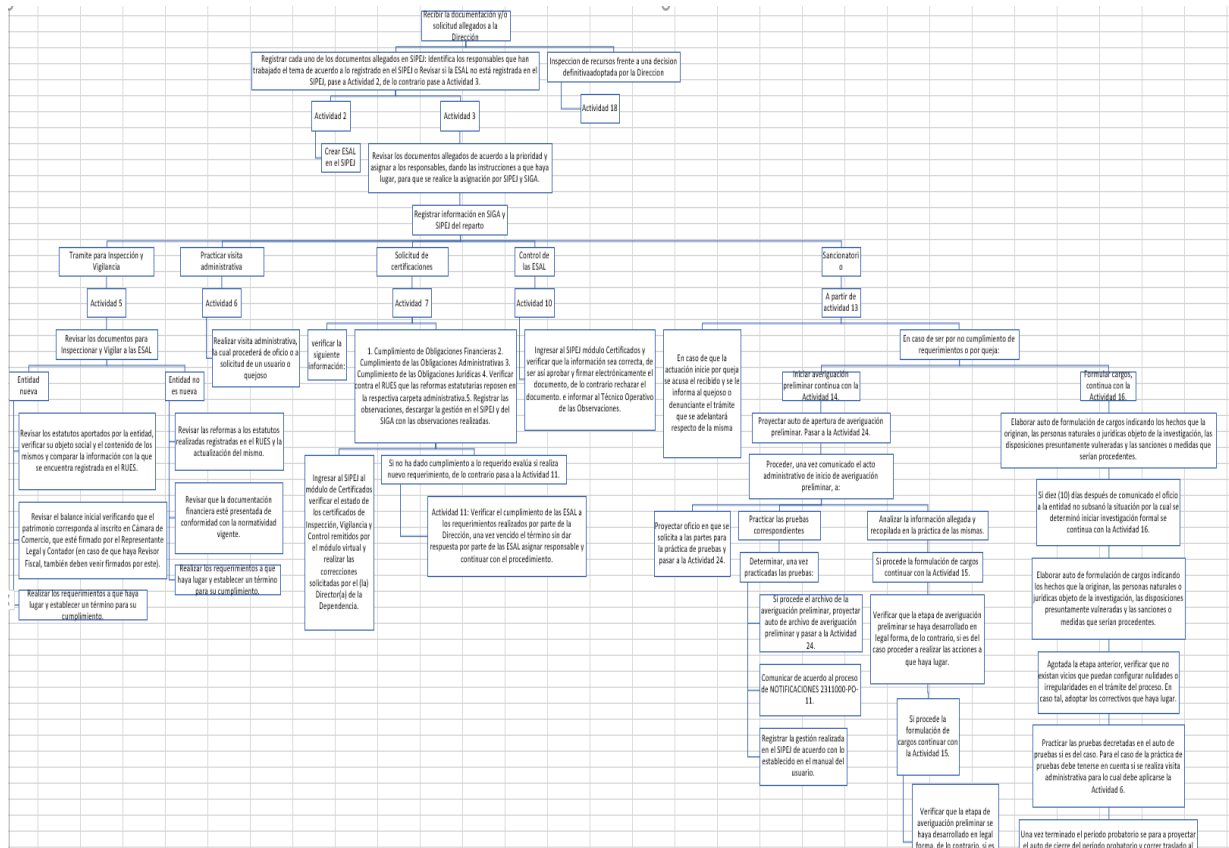 Recibir la documentación y/o
solicitud allegados a la
Dirección
Registrar cada uno de los documentos allegados en SIPEJ: Identifica los responsables que han
trabajado el tema de acuerdo a lo registrado en el SIPEJ o Revisar si la ESAL no está registrada en el
SIPEJ, pase a Actividad 2, de lo contrario pase a Actividad 3.
Inspeccion de recursos frente a una decision
definitivaadoptada por la Direccion
Actividad 18
Actividad 2
Actividad 3
Crear ESAL
en el SIPEJ
Revisar los documentos allegados de acuerdo a la prioridad y
asignar a los responsables, dando las instrucciones a que haya
lugar, para que se realice la asignación por SIPEJ y SIGA.
Registrar información en SIGA y
SIPEJ del reparto
Tramite para Inspección y
Vigilancia
Practicar visita
administrativa
Solicitud de
certificaciones
Control de
las ESAL
Sancionatori
o
Actividad 5
Actividad 6
Actividad 7
Actividad 10
A partir de
actividad 13
Revisar los documentos para
Inspeccionar y Vigilar a las ESAL
Realizar visita administrativa,
la cual procederá de oficio o a
solicitud de un usuario o
quejoso
verificar la
siguiente
información:
1. Cumplimiento de Obligaciones Financieras 2.
Cumplimiento de las Obligaciones Administrativas 3.
Cumplimiento de las Obligaciones Jurídicas 4. Verificar
contra el RUES que las reformas estatutarias reposen en
la respectiva carpeta administrativa.5. Registrar las
observaciones, descargar la gestión en el SIPEJ y del
SIGA con las observaciones realizadas.
Ingresar al SIPEJ módulo Certificados y
verificar que la información sea correcta, de
ser así aprobar y firmar electrónicamente el
documento, de lo contrario rechazar el
documento. e informar al Técnico Operativo
de las Observaciones.
En caso de que la
actuación inicie por queja
se acusa el recibido y se le
informa al quejoso o
denunciante el trámite
que se adelantará
respecto de la misma
En caso de ser por no cumplimiento de
requerimientos o por queja:
Entidad
nueva
Entidad no
es nueva
Iniciar averiguación
preliminar continua con la
Actividad 14.
Formular cargos,
continua con la
Actividad 16.
Revisar los estatutos aportados por la entidad,
verificar su objeto social y el contenido de los
mismos y comparar la información con la que
se encuentra registrada en el RUES.
Revisar las reformas a los estatutos
realizadas registradas en el RUES y la
actualización del mismo.
Proyectar auto de apertura de averiguación
preliminar. Pasar a la Actividad 24.
Elaborar auto de formulación de cargos indicando los hechos que la
originan, las personas naturales o jurídicas objeto de la investigación, las
disposiciones presuntamente vulneradas y las sanciones o medidas que
serían procedentes.
Ingresar al SIPEJ al
módulo de Certificados
verificar el estado de
los certificados de
Inspección, Vigilancia y
Control remitidos por
el módulo virtual y
realizar las
correcciones
solicitadas por el (la)
Director(a) de la
Dependencia.
Si no ha dado cumplimiento a lo requerido evalúa si realiza
nuevo requerimiento, de lo contrario pasa a la Actividad 11.
Proceder, una vez comunicado el acto
administrativo de inicio de averiguación
preliminar, a:
Revisar que la documentación
financiera esté presentada de
conformidad con la normatividad
vigente.
Revisar el balance inicial verificando que el
patrimonio corresponda al inscrito en Cámara de
Comercio, que esté firmado por el Representante
Legal y Contador (en caso de que haya Revisor
Fiscal, también deben venir firmados por este).
Actividad 11: Verificar el cumplimiento de las ESAL a
los requerimientos realizados por parte de la
Dirección, una vez vencido el término sin dar
respuesta por parte de las ESAL asignar responsable y
continuar con el procedimiento.
Proyectar oficio en que se
solicita a las partes para
la práctica de pruebas y
pasar a la Actividad 24.
Practicar las pruebas
correspondientes
Analizar la información allegada y
recopilada en la práctica de las mismas.
Si diez (10) días después de comunicado el oficio
a la entidad no subsanó la situación por la cual se
determinó iniciar investigación formal se
continua con la Actividad 16.
Determinar, una vez
practicadas las pruebas:
Si procede la formulación de cargos
continuar con la Actividad 15.
Realizar los requerimientos a que
haya lugar y establecer un término
para su cumplimiento.
Realizar los requerimientos a que haya
lugar y establecer un término para su
cumplimiento.
Si procede el archivo de la
averiguación preliminar, proyectar
auto de archivo de averiguación
preliminar y pasar a la Actividad
24.
Verificar que la etapa de averiguación
preliminar se haya desarrollado en
legal forma, de lo contrario, si es del
caso proceder a realizar las acciones a
que haya lugar.
Elaborar auto de formulación de cargos indicando
los hechos que la originan, las personas naturales o
jurídicas objeto de la investigación, las disposiciones
presuntamente vulneradas y las sanciones o
medidas que serían procedentes.
Comunicar de acuerdo al proceso
de NOTIFICACIONES 2311000-PO-
11.
Agotada la etapa anterior, verificar que no
existan vicios que puedan configurar nulidades o
irregularidades en el trámite del proceso. En
caso tal, adoptar los correctivos que haya lugar.
Si procede la
formulación de
cargos continuar con
la Actividad 15.
Registrar la gestión realizada
en el SIPEJ de acuerdo con lo
establecido en el manual del
usuario.
Practicar las pruebas decretadas en el auto de
pruebas si es del caso. Para el caso de la práctica de
pruebas debe tenerse en cuenta si se realiza visita
administrativa para lo cual debe aplicarse la
Actividad 6.
Verificar que la etapa de
averiguación preliminar se
haya desarrollado en legal
forma, de lo contrario, si es
Una vez terminado el período probatorio se para a proyectar
el auto de cierre del período probatorio y correr traslado al